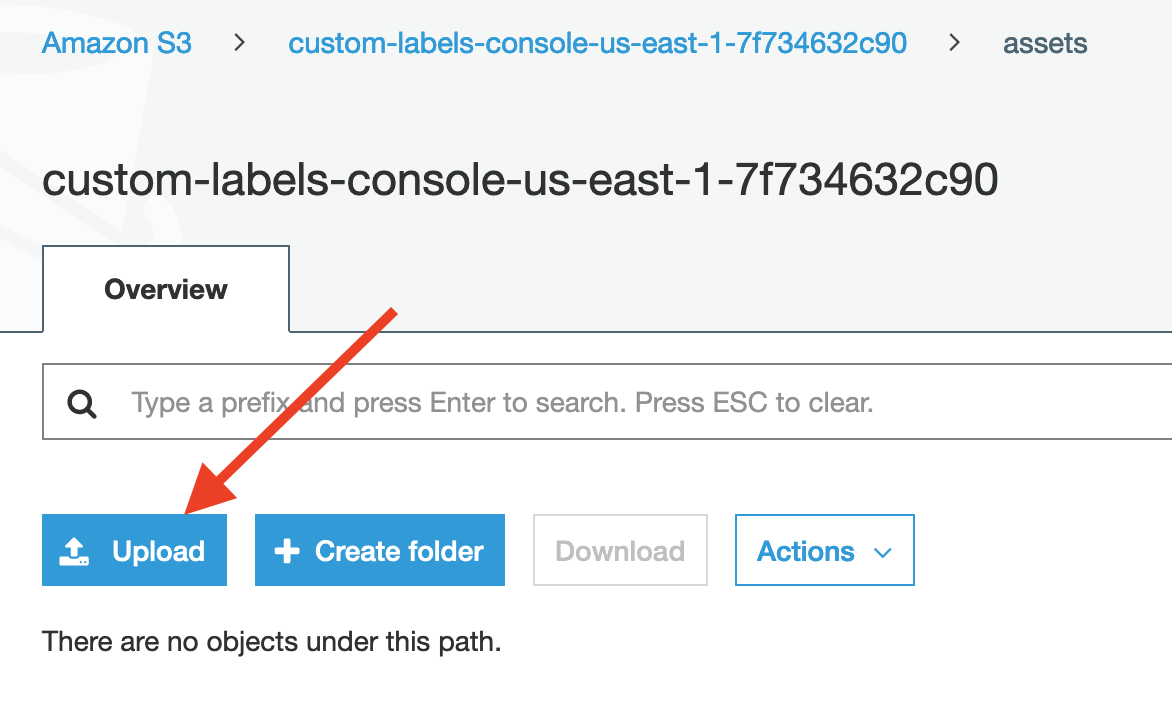 Amazon S3 > custom-labels-console-us-east-1-7f734632c90 > assets
custom-labels-console-us-east-1-7f734632c90
Overview
Type a prefix and press Enter to search. Press ESC to clear.
Upload Create folder Download Actions
There are no objects under this path.